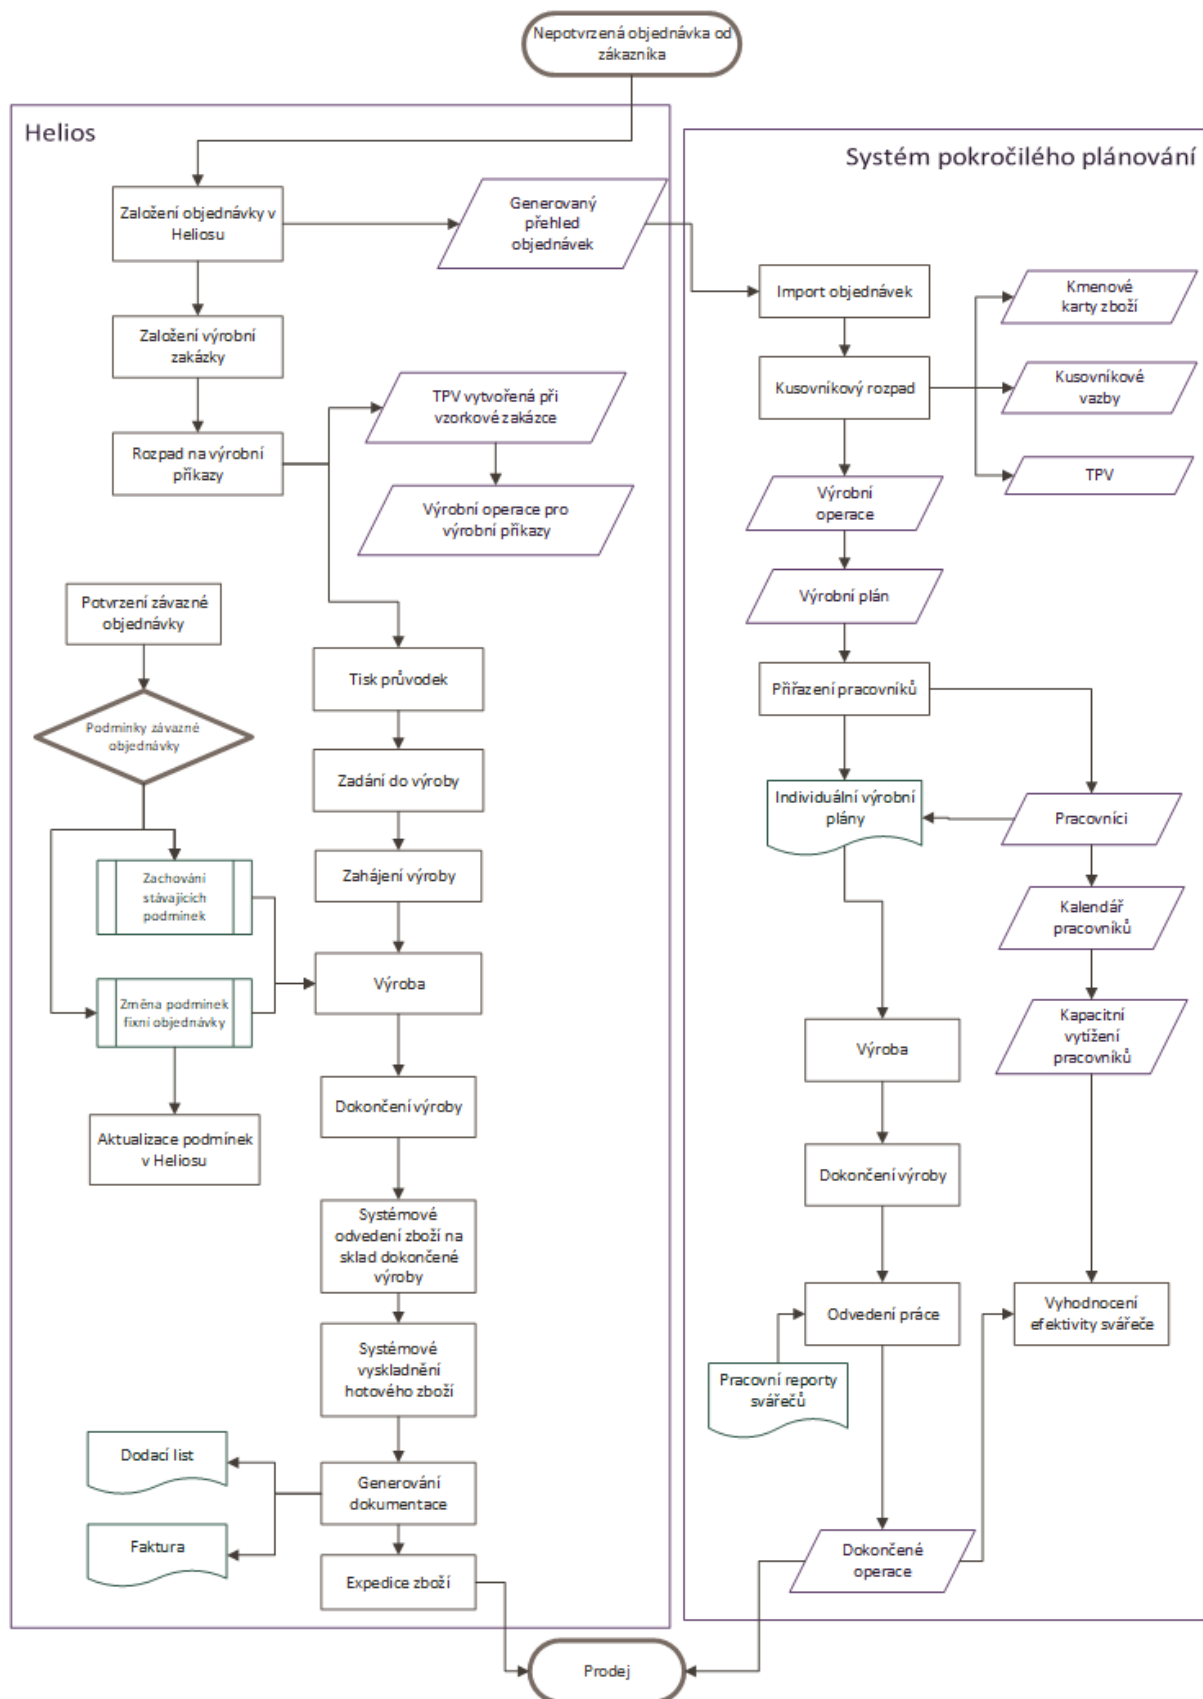 Nepotvrzená objednávka od
zákazníka
Helios
Založení objednávky v
Heliosu
Generovaný
přehled
objednávek
Založení výrobní
zakázky
TPV vytvořená při
vzorkové zakázce
Rozpad na výrobní
příkazy
Výrobní operace pro
výrobní příkazy
Potvrzení závazné
objednávky
Tisk průvodek
Podmínky závazné
objednávky
Zadání do výroby
Zahájení výroby
Zachování
stávajících
podmínek
Výroba
Změna podmínek
fixní objednávky
Dokončení výroby
Aktualizace podmínek
v Heliosu
Systémové
odvedení zboží na
sklad dokončené
výroby
Systémové
vyskladnění
hotového zboží
Dodací list
Generování
dokumentace
Faktura
Expedice zboží
Systém pokročilého plánování
Import objednávek
Kmenové
karty zboží
Kusovníkový rozpad
Kusovníkové
vazby
TPV
Výrobní
operace
Výrobní plán
Přiřazení pracovníků
Individuální výrobní
plány
Pracovníci
Kalendář
pracovníků
Kapacitní
vytížení
pracovníků
Výroba
Dokončení výroby
Odvedení práce
Vyhodnocení
efektivity svářeče
Pracovní reporty
svářečů
Dokončené
operace
Prodej